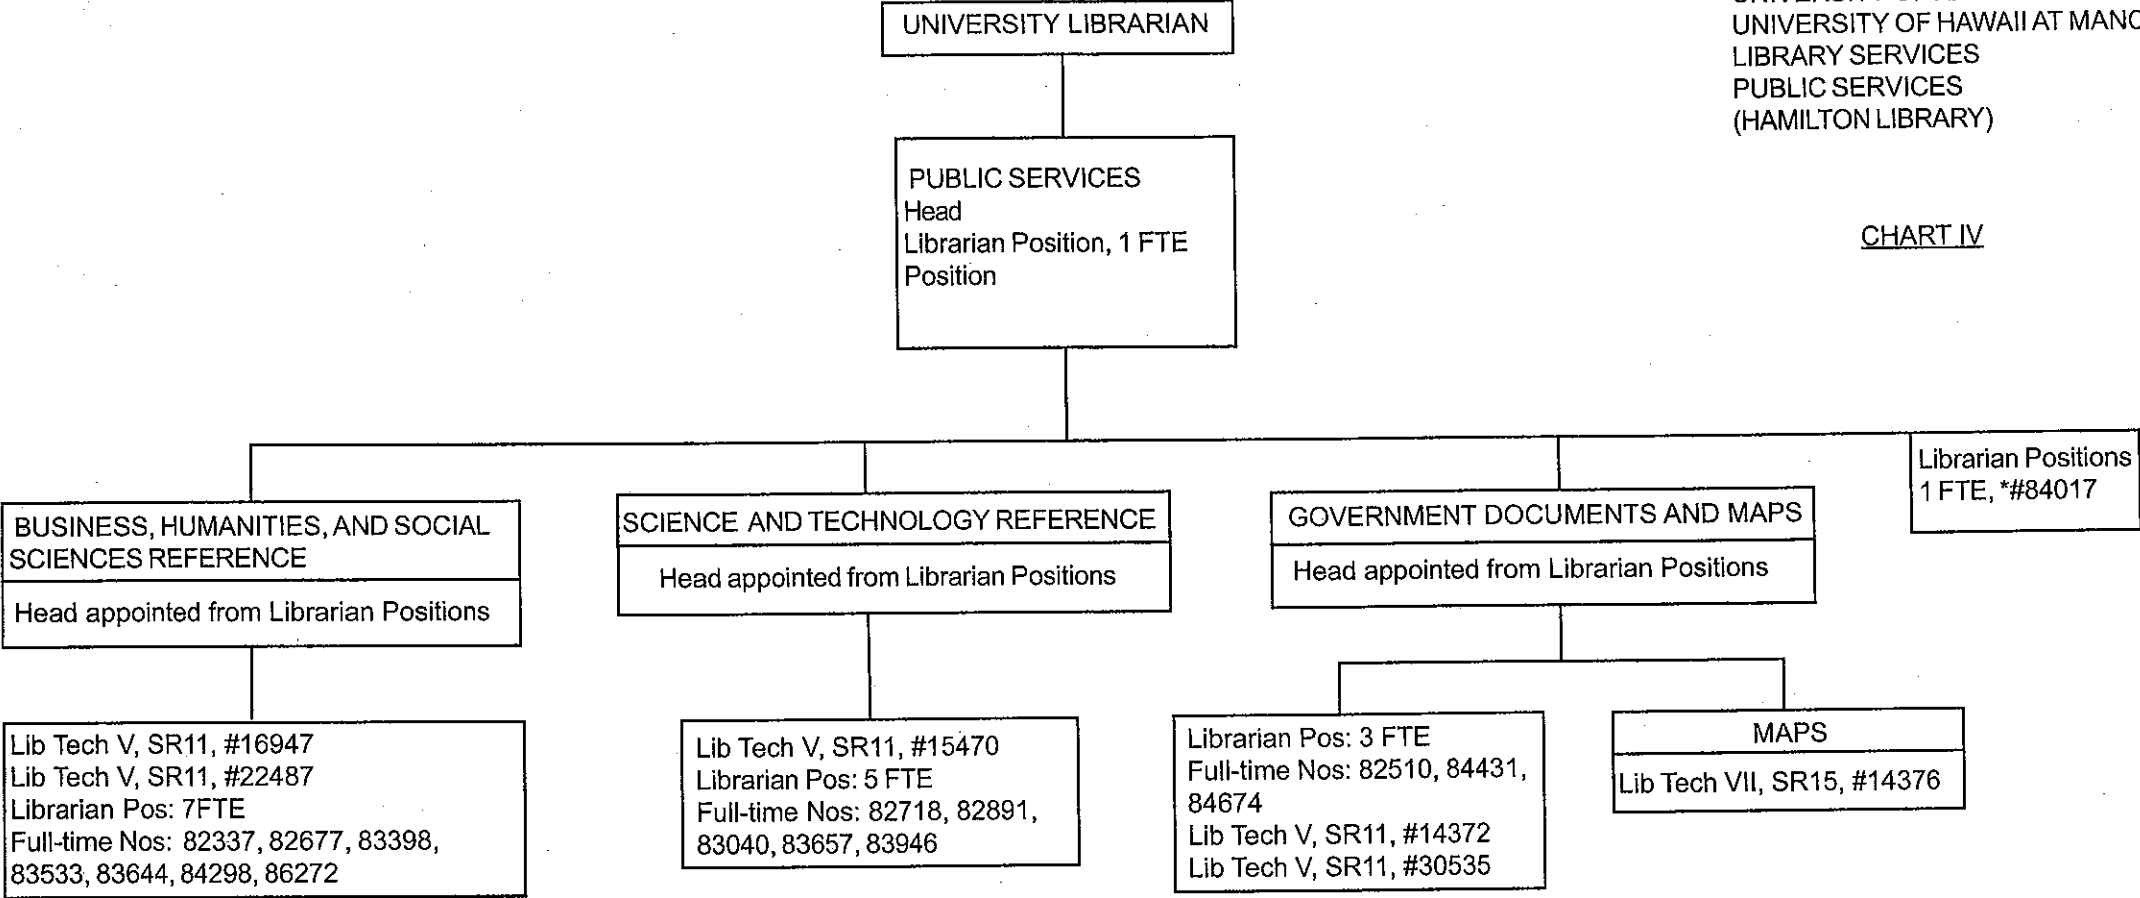 UNIVERSITY LIBRARIAN
UNIVERSITY OF HAWAII AT
LIBRARY SERVICES
PUBLIC SERVICES
(HAMILTON LIBRARY)
CHART IV
PUBLIC SERVICES
Head
Librarian Position, 1 FTE
Position
Librarian Positions
1 FTE, *#84017
BUSINESS, HUMANITIES, AND SOCIAL
SCIENCES REFERENCE
Head appointed from Librarian Positions
SCIENCE AND TECHNOLOGY REFERENCE
Head appointed from Librarian Positions
GOVERNMENT DOCUMENTS AND MAPS
Head appointed from Librarian Positions
Lib Tech V, SR11, #16947
Lib Tech V, SR11, #22487
Librarian Pos: 7FTE
Full-time Nos: 82337, 82677, 83398,
83533, 83644, 84298, 86272
Lib Tech V, SR11, #15470
Librarian Pos: 5 FTE
Full-time Nos: 82718, 82891,
83040, 83657, 83946
Librarian Pos: 3 FTE
Full-time Nos: 82510, 84431,
84674
Lib Tech V, SR11, #14372
Lib Tech V, SR11, #30535
MAPS
Lib Tech VII, SR15, #14376